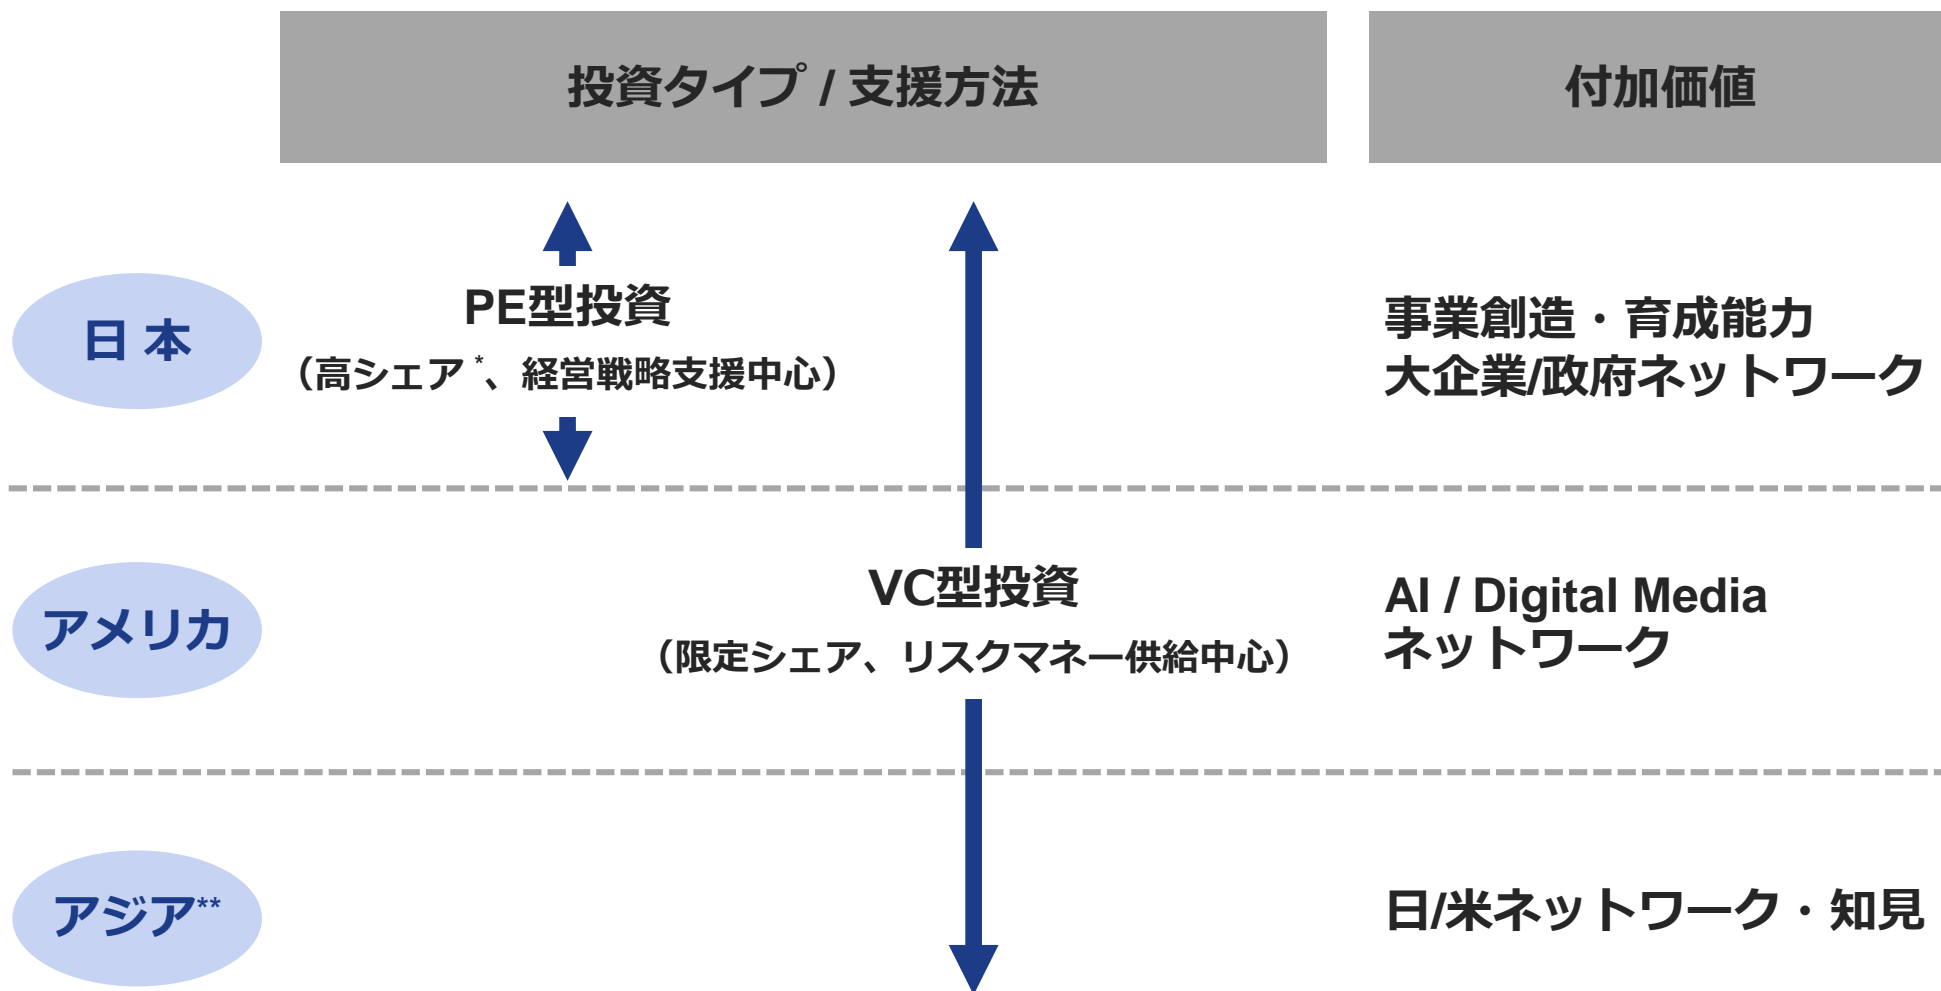 投資タイプ / 支援方法
付加価値
日 本
PE型投資
（高シェア*、経営戦略支援中心）
事業創造・育成能力
大企業/政府ネットワーク
アメリカ
VC型投資
（限定シェア、リスクマネー供給中心）
AI / Digital Media
ネットワーク
アジア**
日/米ネットワーク・知見